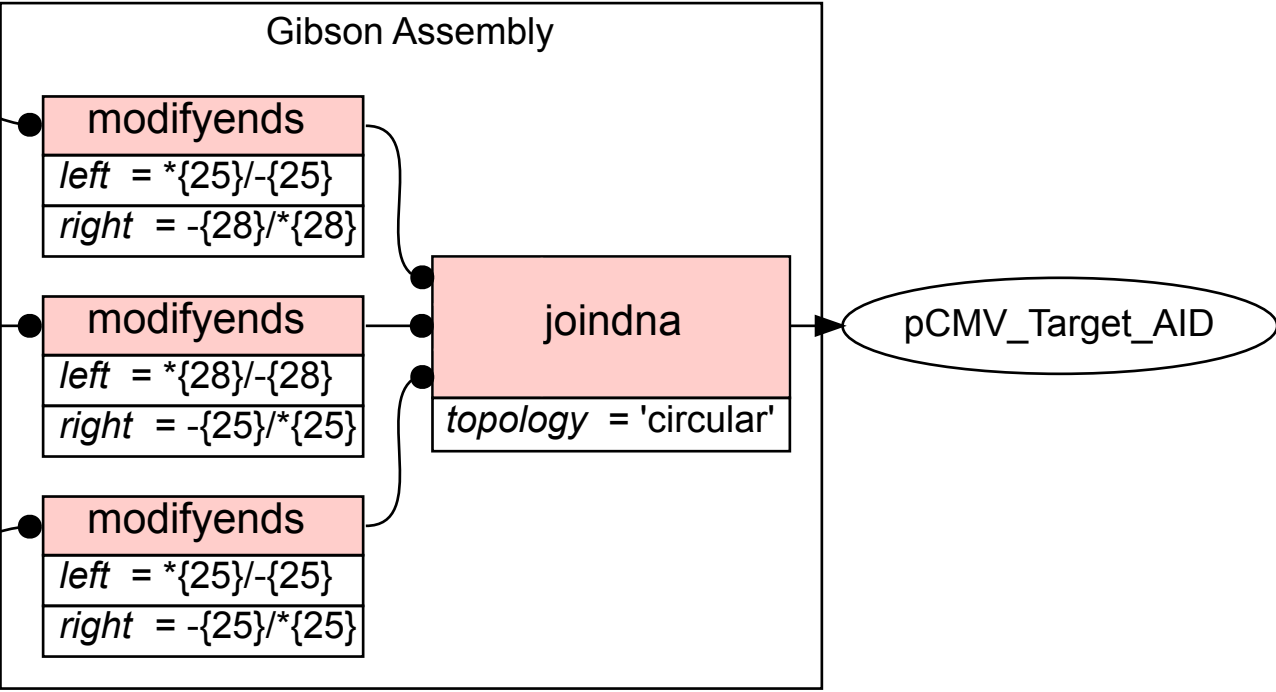 Gibson Assembly
modifyends
left = *{25}/-{25}
right = -{28}/*{28}
modifyends
left = *{28}/-{28}
right = -{25}/*{25}
modifyends
left = *{25}/-{25}
right = -{25}/*{25}
joindna
topology = 'circular'
pCMV_Target_AID